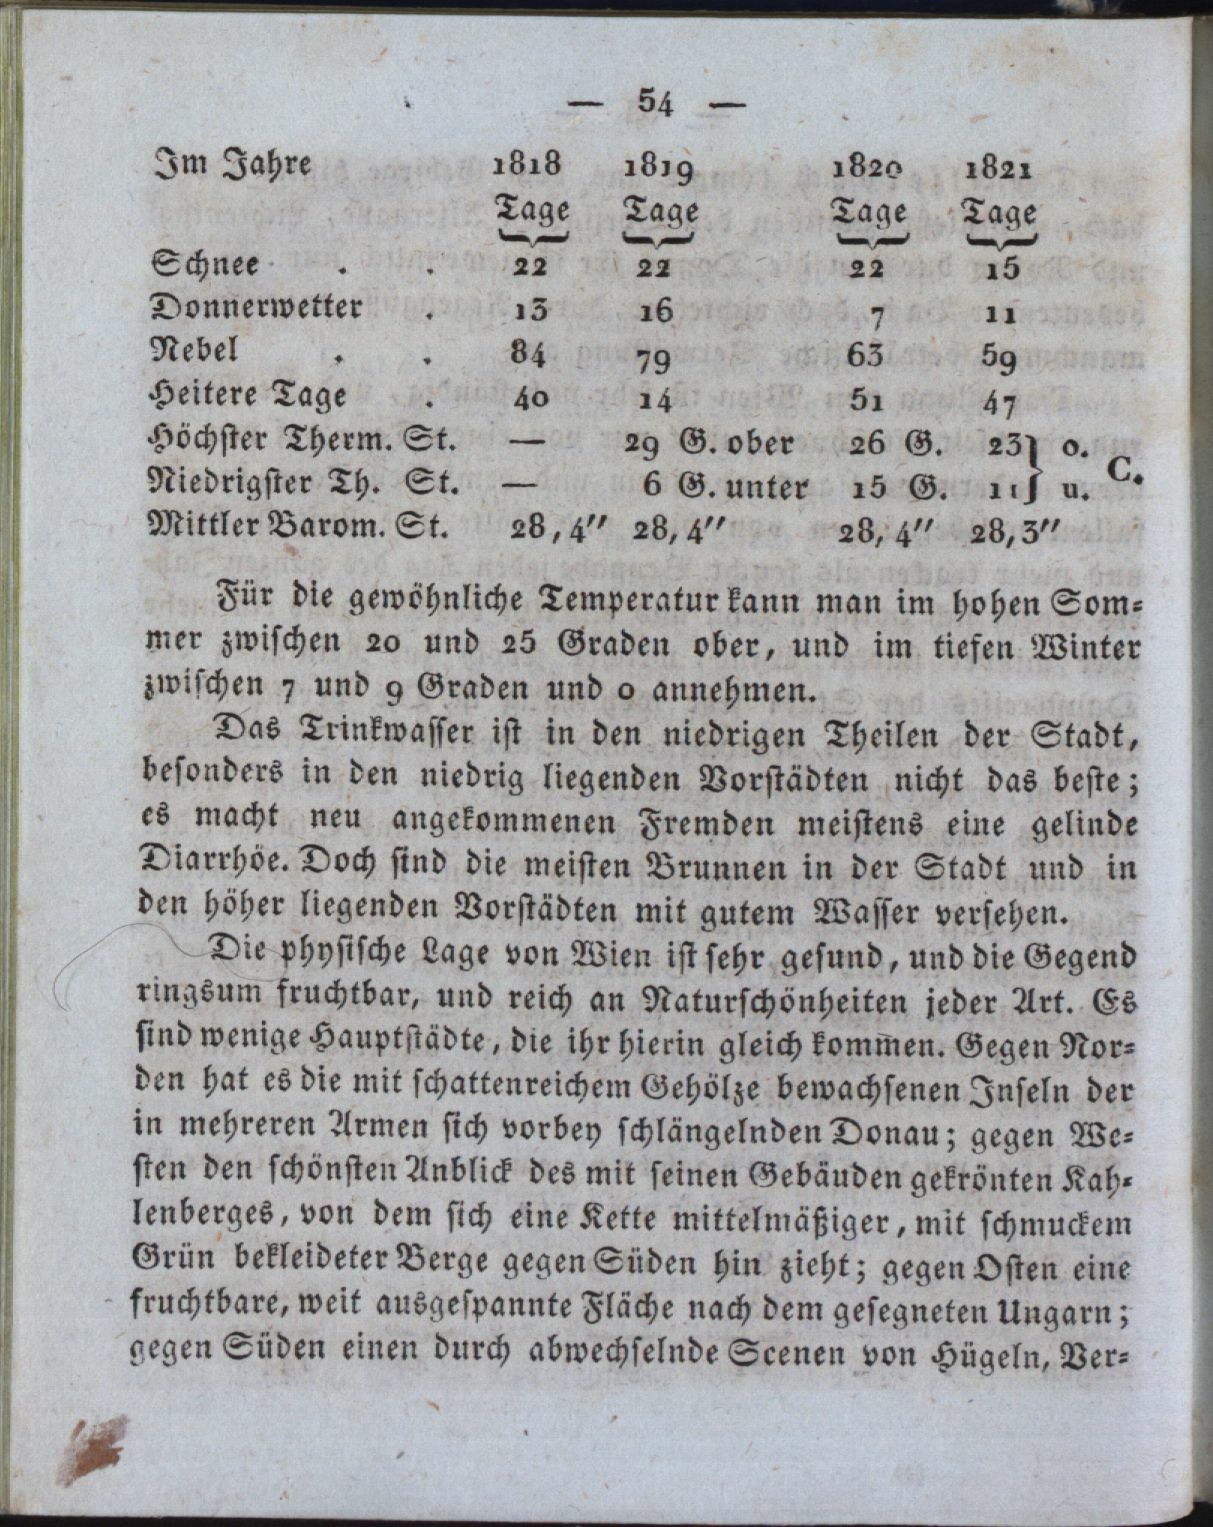 — 54 —
Im Jahre 1818 1819 1820 1821
Tage Tage Tage Tage
Schnee . . 22 22 22 15
Donnerwetter . 13 16 7 11
Nebel . . 84 79 63 59
Heitere Tage . 40 14 51 47
Höchster Therm. St. — 29 G. ober 26 G. 23} o. C.
Niedrigster Th. St. — 6 G. unter 15 G. 11} u.
Mittler Barom. St. 28,4″ 28,4″ 28,4″ 28,3″
Für die gewöhnliche Temperatur kann man im hohen Som-
mer zwischen 20 und 25 Graden ober, und im tiefen Winter
zwischen 7 und 9 Graden und 0 annehmen.
Das Trinkwasser ist in den niedrigen Theilen der Stadt,
besonders in den niedrig liegenden Vorstädten nicht das beste;
es macht neu angekommenen Fremden meistens eine gelinde
Diarrhöe. Doch sind die meisten Brunnen in der Stadt und in
den höher liegenden Vorstädten mit gutem Wasser versehen.
Die physische Lage von Wien ist sehr gesund, und die Gegend
ringsum fruchtbar, und reich an Naturschönheiten jeder Art. Es
sind wenige Hauptstädte, die ihr hierin gleich kom̅en. Gegen Nor-
den hat es die mit schattenreichem Gehölze bewachsenen Inseln der
in mehreren Armen sich vorbey schlängelnden Donau; gegen We-
sten den schönsten Anblick des mit seinen Gebäuden gekrönten Kah-
lenberges, von dem sich eine Kette mittelmäßiger, mit schmuckem
Grün bekleideter Berge gegen Süden hin zieht; gegen Osten eine
fruchtbare, weit ausgespannte Fläche nach dem gesegneten Ungarn;
gegen Süden einen durch abwechselnde Scenen von Hügeln, Ver-